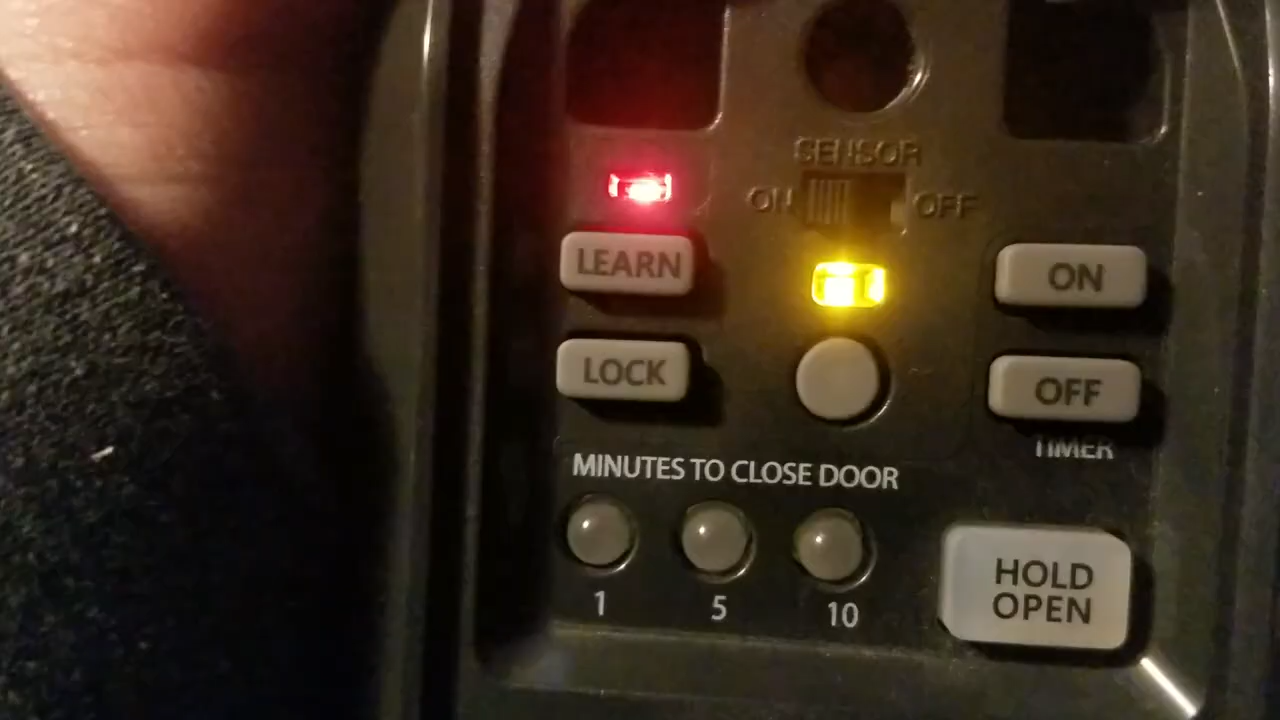 SENSOR
ON OFF
LEARN
ON
LOCK
OFF
TIMER
MINUTES TO CLOSE DOOR
1 5 10
HOLD
OPEN